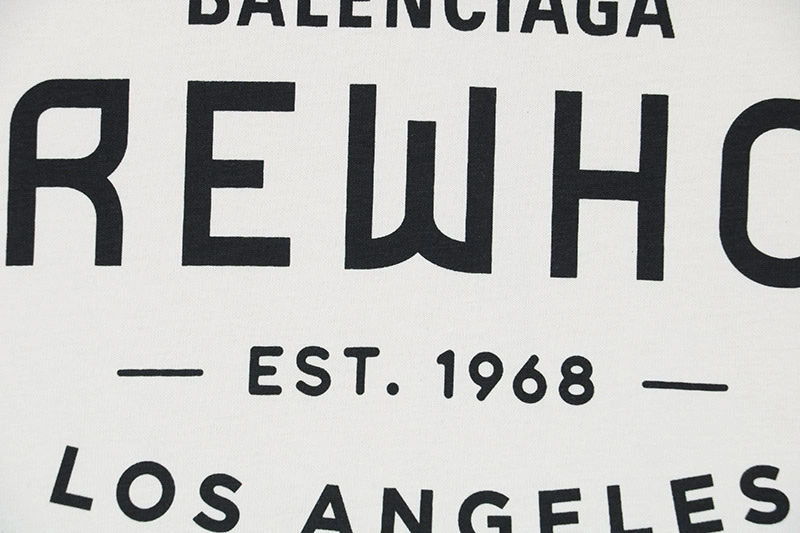 BALENCIAGA
REWHO
— EST. 1968 —
LOS ANGELES